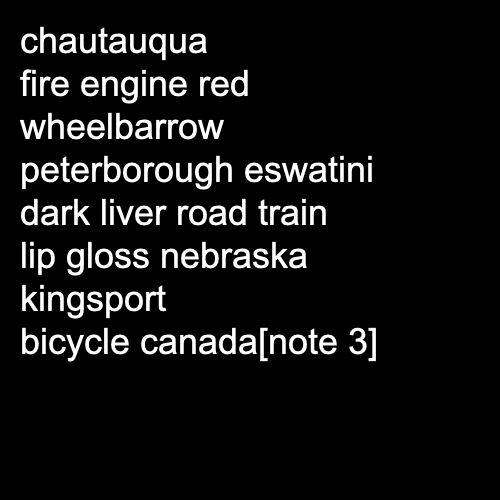 chautauqua
fire engine red
wheelbarrow
peterborough eswatini
dark liver road train
lip gloss nebraska
kingsport
bicycle canada[note 3]